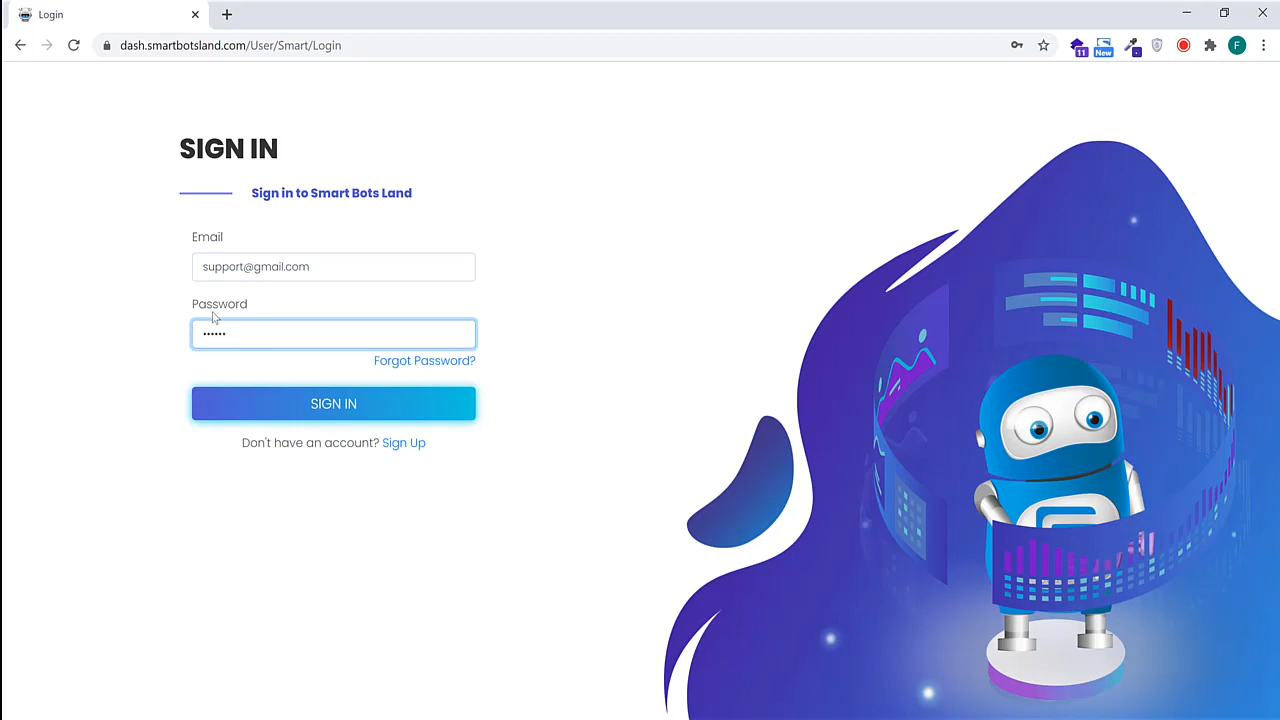 Login
dash.smartbotsland.com/User/Smart/Login
11
New
F
SIGN IN
Sign in to Smart Bots Land
Email
support@gmail.com
Password
••••••
Forgot Password?
SIGN IN
Don't have an account? Sign Up